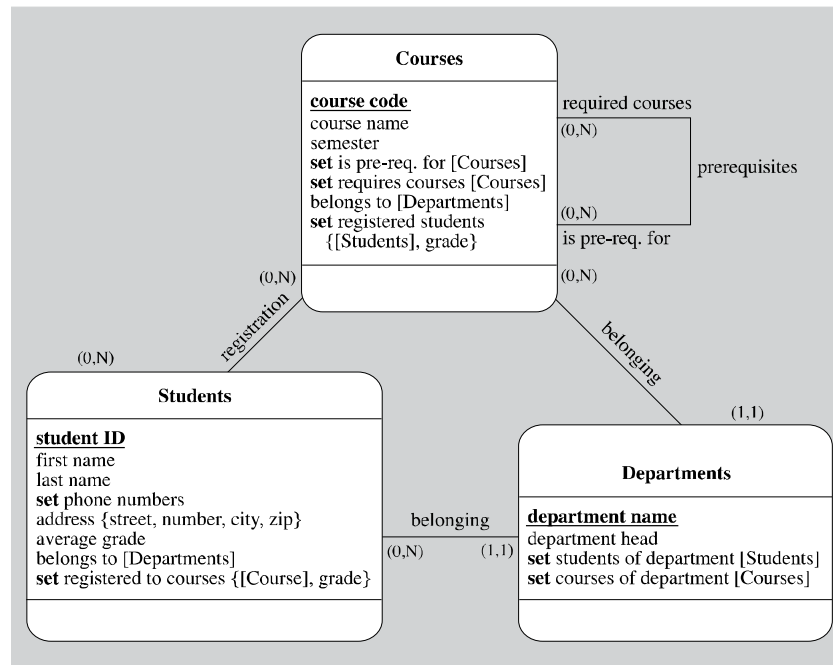 Courses
course code
course name
semester
set is pre-req. for [Courses]
set requires courses [Courses]
belongs to [Departments]
set registered students
{[Students], grade}
required courses
(0,N)
prerequisites
(0,N)
is pre-req. for
(0,N)
(0,N)
registration
belonging
(0,N)
(1,1)
Students
student ID
first name
last name
set phone numbers
address {street, number, city, zip}
average grade
belongs to [Departments]
set registered to courses {[Course], grade}
belonging
(0,N)
(1,1)
Departments
department name
department head
set students of department [Students]
set courses of department [Courses]